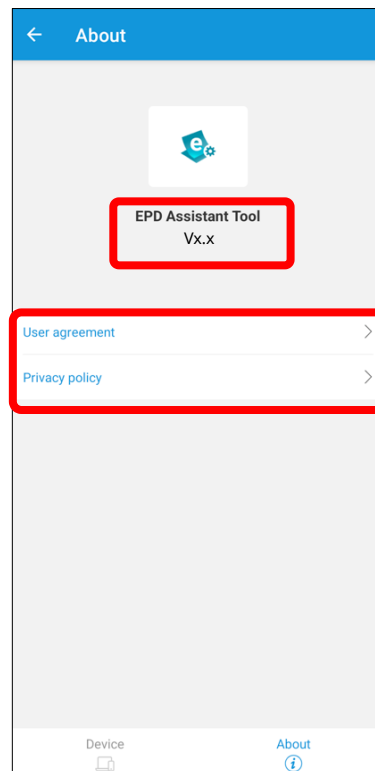 About
e
EPD Assistant Tool
Vx.x
User agreement
Privacy policy
Device
About
i